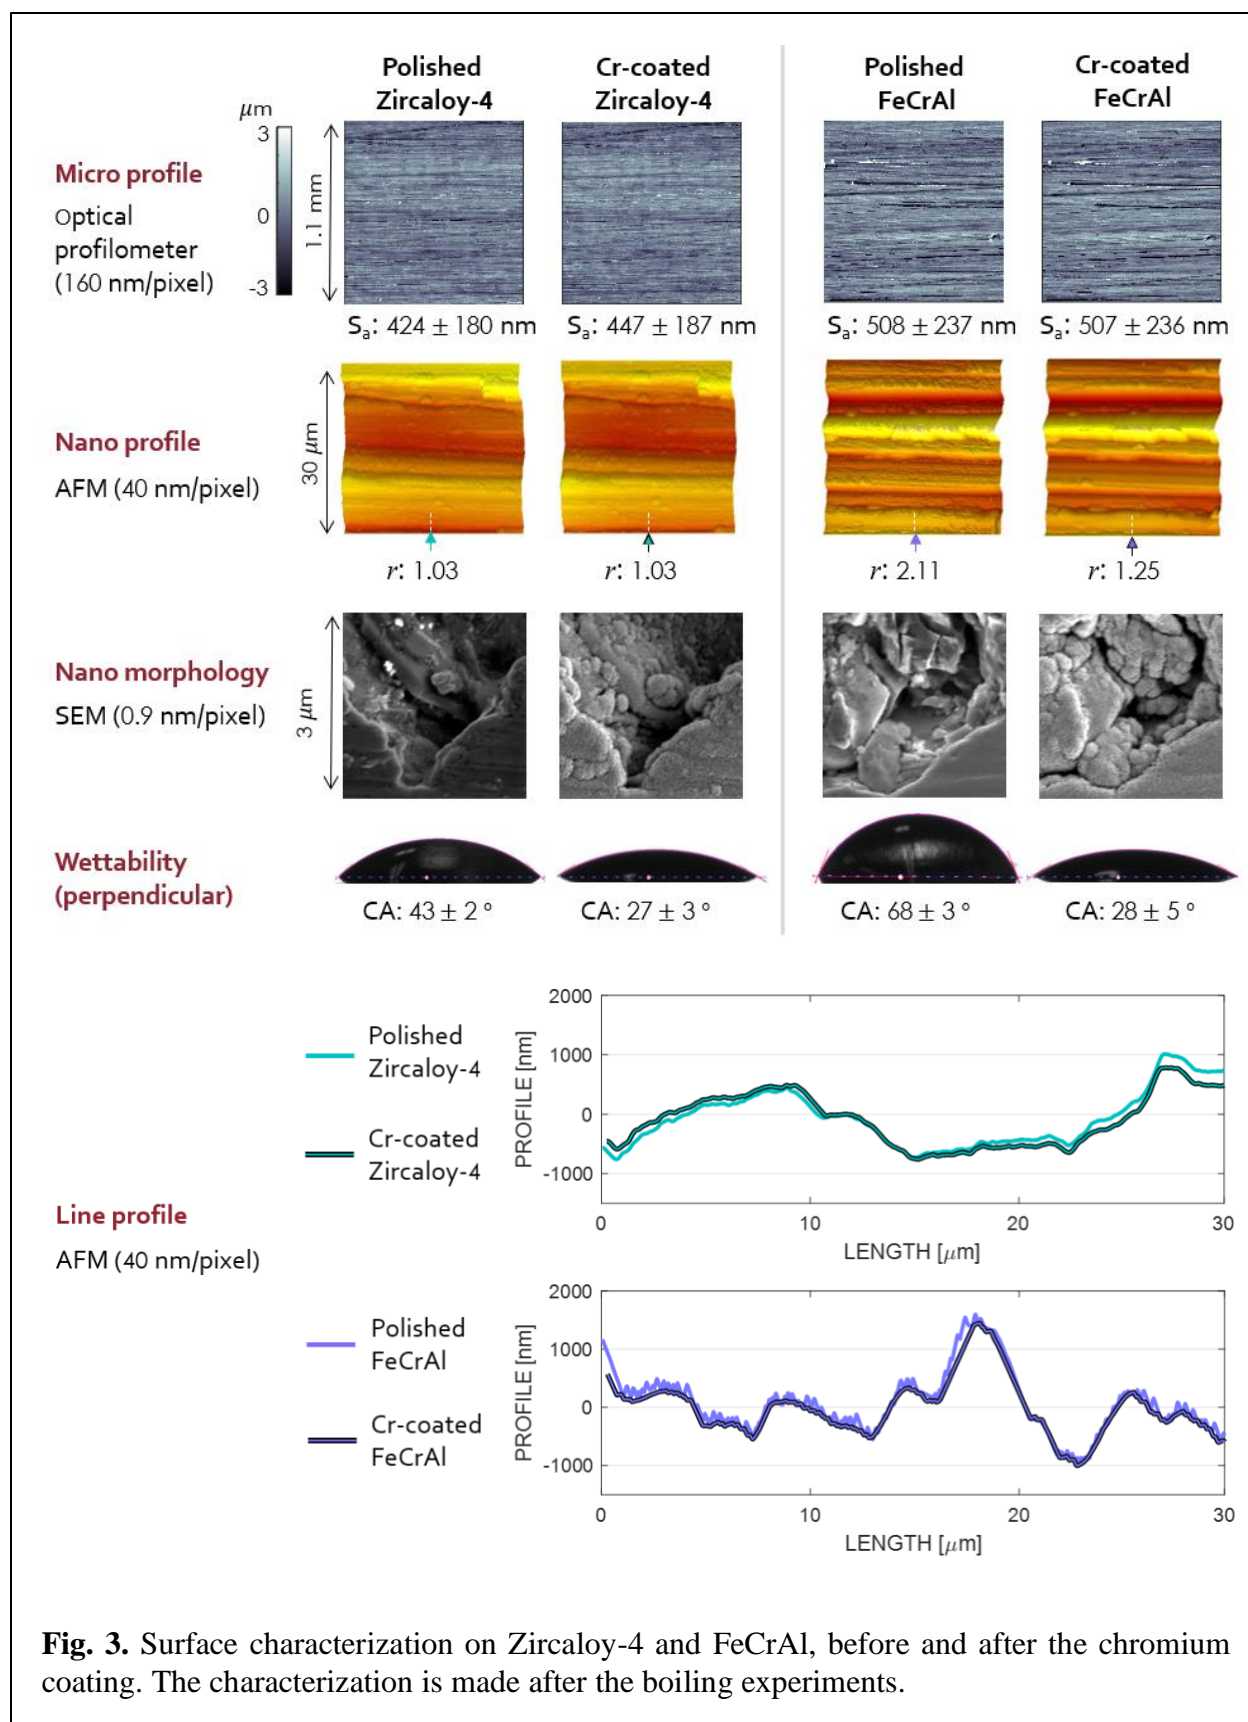 Polished
Zircaloy-4
Cr-coated
Zircaloy-4
Polished
FeCrAl
Cr-coated
FeCrAl
μm
3
0
-3
1.1 mm
Micro profile
Optical
profilometer
(160 nm/pixel)
Sa: 424 ± 180 nm
Sa: 447 ± 187 nm
Sa: 508 ± 237 nm
Sa: 507 ± 236 nm
Nano profile
AFM (40 nm/pixel)
30 μm
r: 1.03
r: 1.03
r: 2.11
r: 1.25
Nano morphology
SEM (0.9 nm/pixel)
3 μm
Wettability
(perpendicular)
CA: 43 ± 2 °
CA: 27 ± 3 °
CA: 68 ± 3 °
CA: 28 ± 5 °
Line profile
AFM (40 nm/pixel)
Polished
Zircaloy-4
Cr-coated
Zircaloy-4
PROFILE [nm]
2000
1000
0
-1000
0
10
20
30
LENGTH [μm]
Polished
FeCrAl
Cr-coated
FeCrAl
PROFILE [nm]
2000
1000
0
-1000
0
10
20
30
LENGTH [μm]
Fig. 3. Surface characterization on Zircaloy-4 and FeCrAl, before and after the chromium
coating. The characterization is made after the boiling experiments.